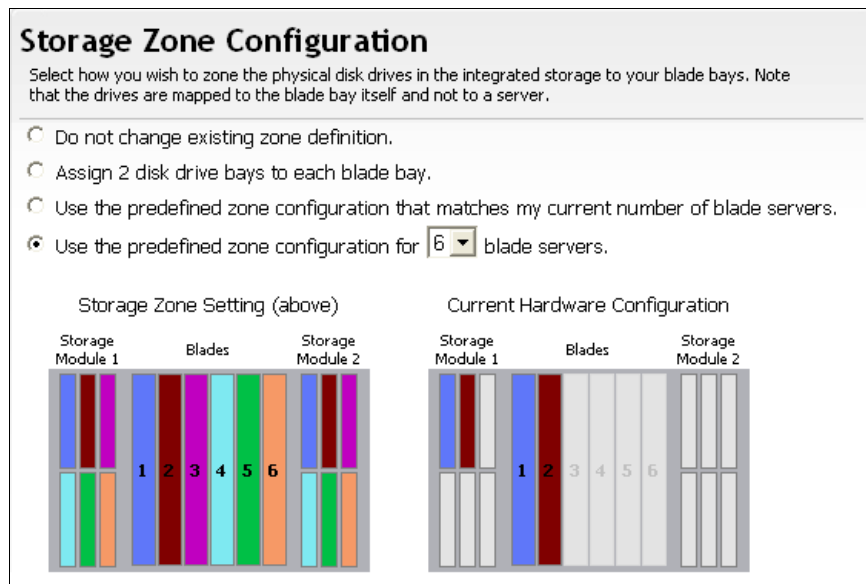 Storage Zone Configuration
Select how you wish to zone the physical disk drives in the integrated storage to your blade bays. Note
that the drives are mapped to the blade bay itself and not to a server.
Do not change existing zone definition.
Assign 2 disk drive bays to each blade bay.
Use the predefined zone configuration that matches my current number of blade servers.
Use the predefined zone configuration for 6 blade servers.
Storage Zone Setting (above)
Storage
Module 1
Blades
Storage
Module 2
1 2 3 4 5 6
Current Hardware Configuration
Storage
Module 1
Blades
Storage
Module 2
1 2 3 4 5 6